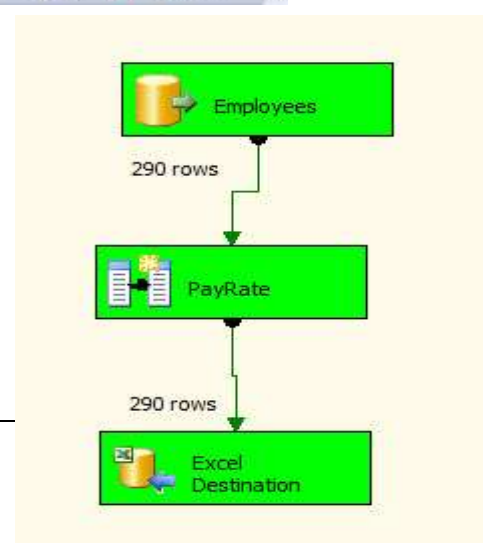 Employees
290 rows
PayRate
290 rows
Excel
Destination